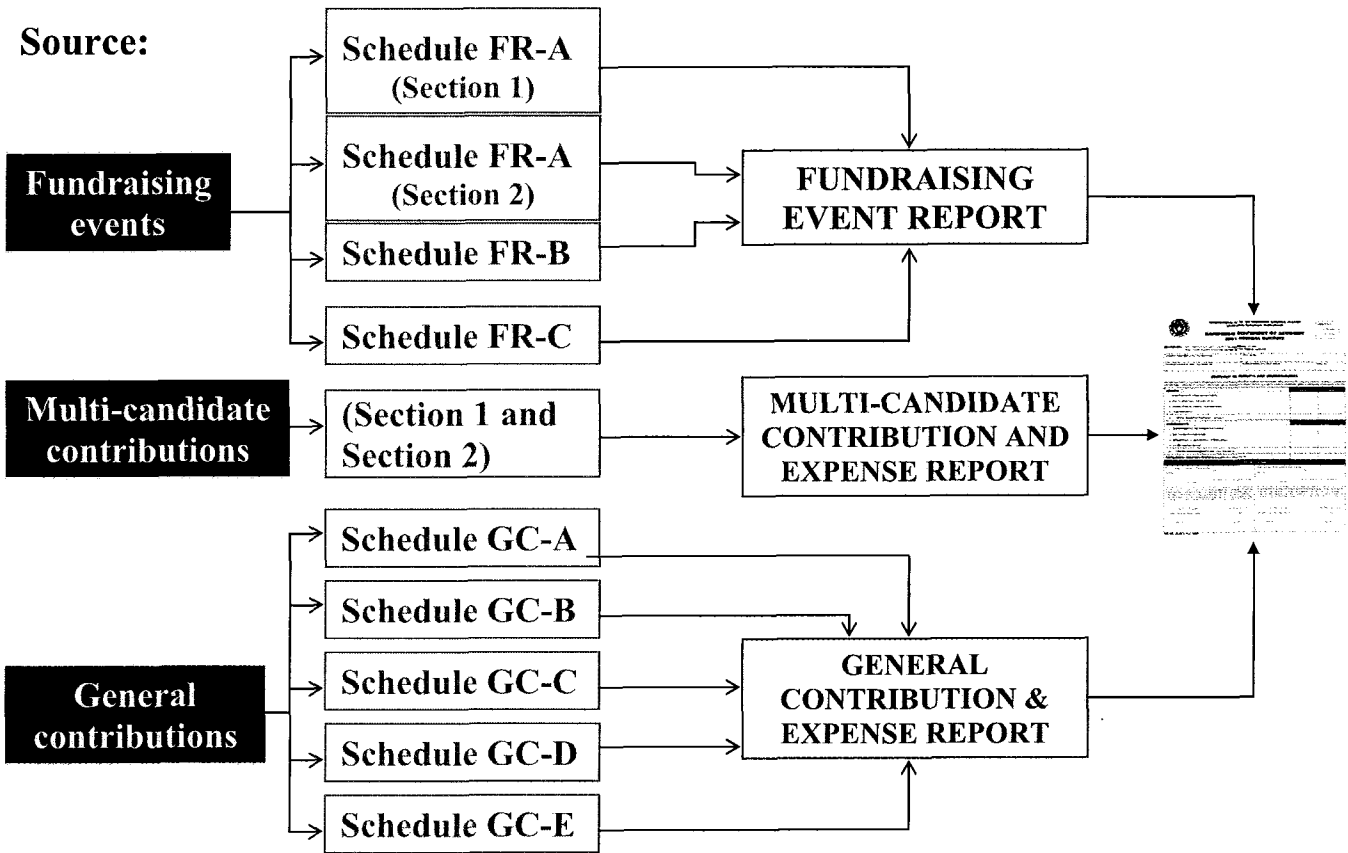 Source:
Schedule FR-A
(Section 1)
Fundraising
events
Schedule FR-A
(Section 2)
Schedule FR-B
Schedule FR-C
FUNDRAISING
EVENT REPORT
Multi-candidate
contributions
(Section 1 and
Section 2)
MULTI-CANDIDATE
CONTRIBUTION AND
EXPENSE REPORT
General
contributions
Schedule GC-A
Schedule GC-B
Schedule GC-C
Schedule GC-D
Schedule GC-E
GENERAL
CONTRIBUTION &
EXPENSE REPORT